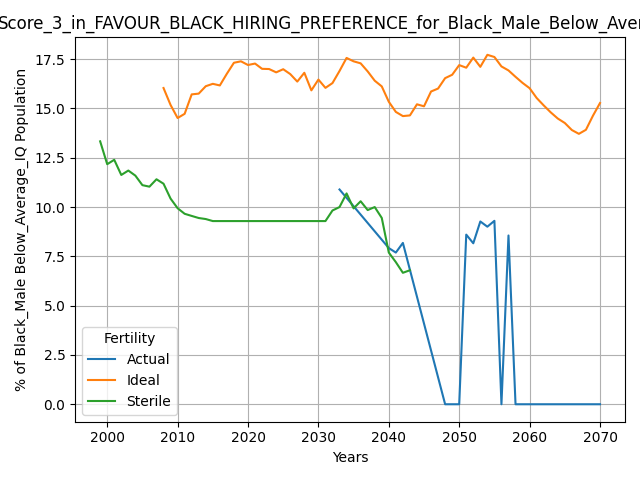 Score_3_in_FAVOUR_BLACK_HIRING_PREFERENCE_for_Black_Male_Below_Aver
17.5
15.0
12.5
10.0
7.5
5.0
2.5
0.0
% of Black_Male Below_Average_IQ Population
Fertility
Actual
Ideal
Sterile
2000
2010
2020
2030
2040
2050
2060
2070
Years